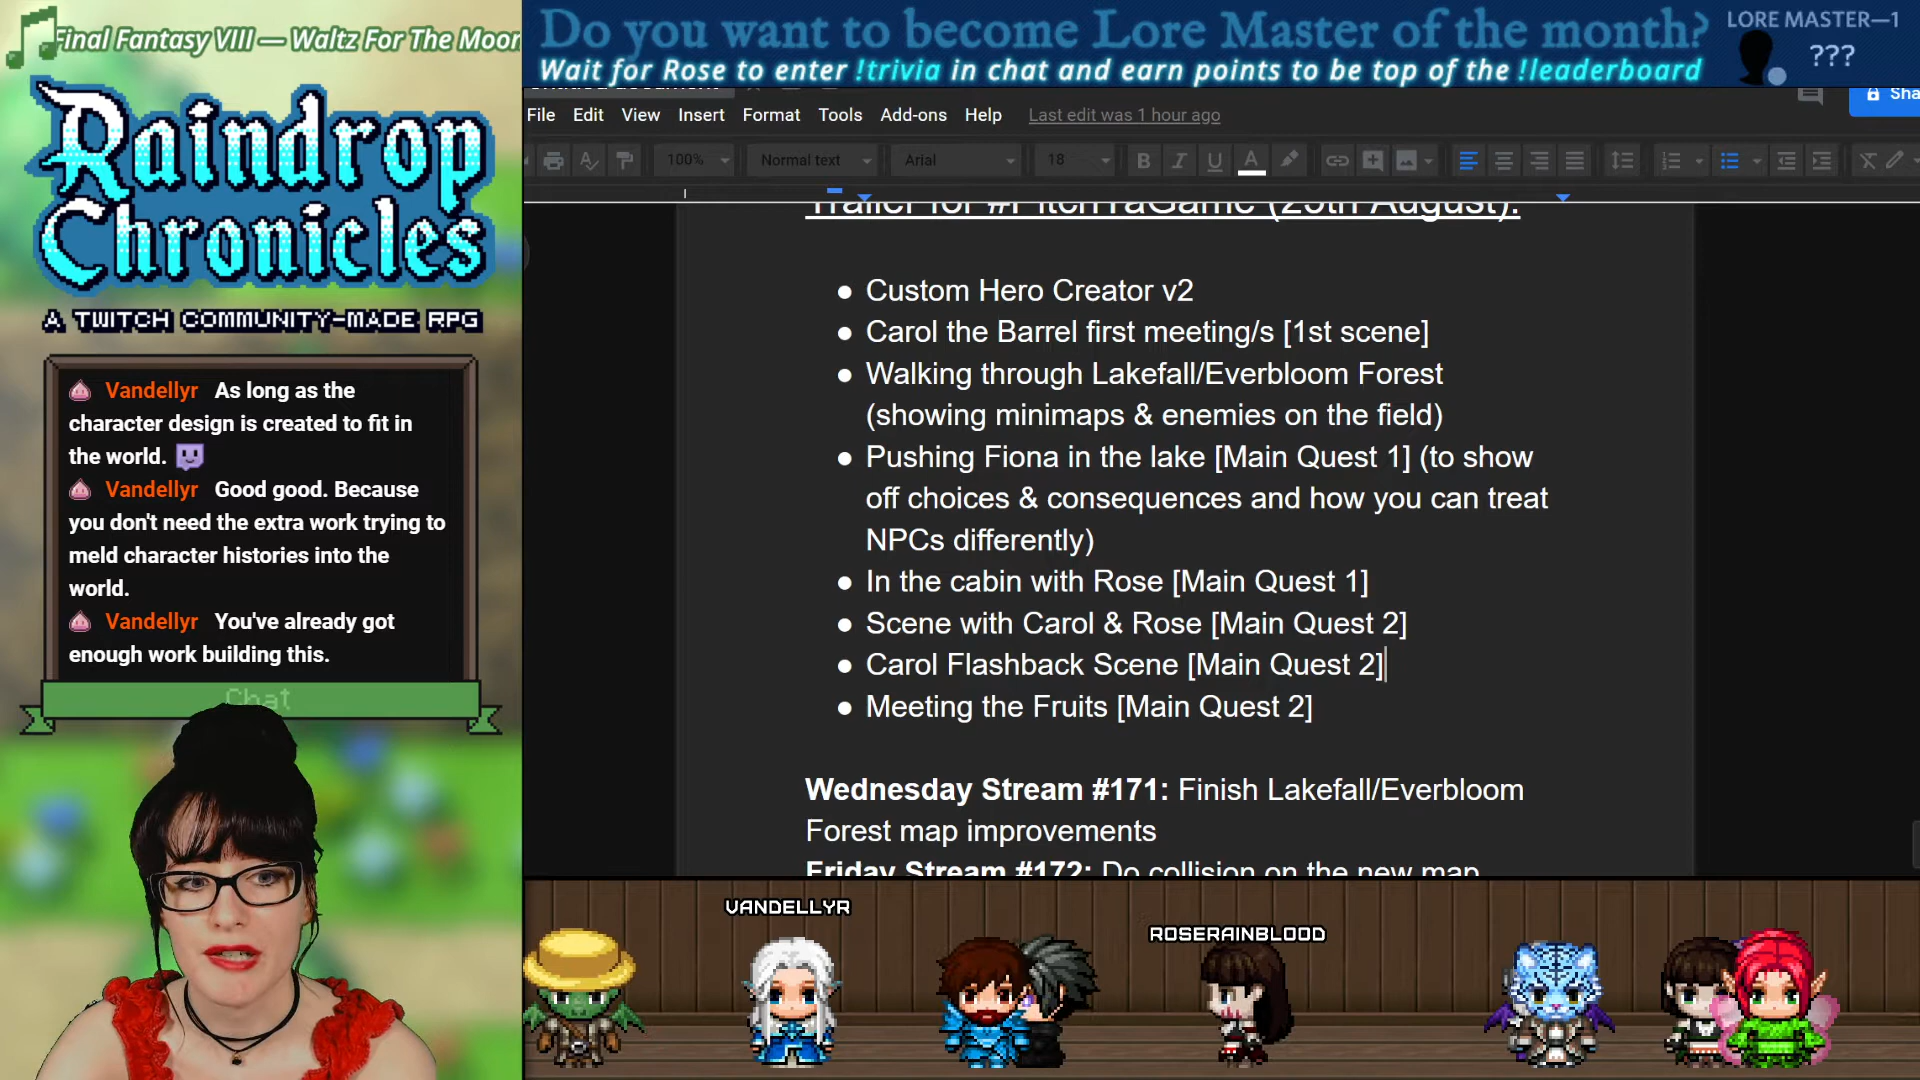 Final Fantasy VIII — Waltz For The Moon
Raindrop
Chronicles
A TWITCH COMMUNITY-MADE RPG
Vandellyr As long as the
character design is created to fit in
the world.
Vandellyr Good good. Because
you don't need the extra work trying to
meld character histories into the
world.
Vandellyr You've already got
enough work building this.
Chat
Do you want to become Lore Master of the month?
Wait for Rose to enter !trivia in chat and earn points to be top of the !leaderboard
LORE MASTER—1
???
File Edit View Insert Format Tools Add-ons Help Last edit was 1 hour ago
Sha
100% Normal text Arial 18
Trailer for #PitchYaGame (25th August):
● Custom Hero Creator v2
● Carol the Barrel first meeting/s [1st scene]
● Walking through Lakefall/Everbloom Forest
(showing minimaps & enemies on the field)
● Pushing Fiona in the lake [Main Quest 1] (to show
off choices & consequences and how you can treat
NPCs differently)
● In the cabin with Rose [Main Quest 1]
● Scene with Carol & Rose [Main Quest 2]
● Carol Flashback Scene [Main Quest 2]
● Meeting the Fruits [Main Quest 2]
Wednesday Stream #171: Finish Lakefall/Everbloom
Forest map improvements
Friday Stream #172: Do collision on the new map
VANDELLYR
ROSERAINBLOOD